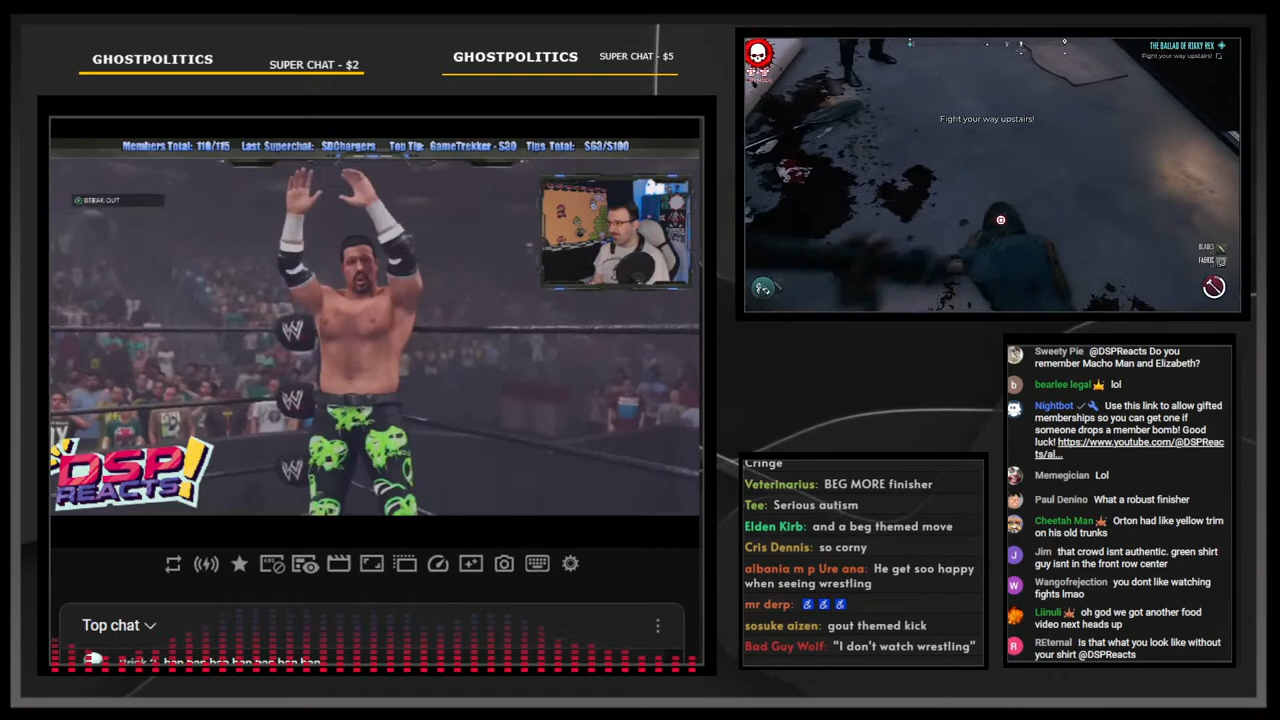 GHOSTPOLITICS
SUPER CHAT - $2
GHOSTPOLITICS
SUPER CHAT - $5
Members Total: 110/115 Last Superchat: SDChargers Top Tip: GameTrekker - $30 Tips Total: $63/$100
BREAK OUT
DSP
REACTS!
Top chat
THE BALLAD OF RIKKY REX
Fight your way upstairs!
Fight your way upstairs!
BLADES
FABRIC
Cringe
Veterinarius: BEG MORE finisher
Tee: Serious autism
Elden Kirb: and a beg themed move
Cris Dennis: so corny
albania m p Ure ana: He get soo happy
when seeing wrestling
mr derp:
sosuke aizen: gout themed kick
Bad Guy Wolf: “I don’t watch wrestling”
Sweety Pie @DSPReacts Do you
remember Macho Man and Elizabeth?
bearlee legal lol
Nightbot Use this link to allow gifted
memberships so you can get one if
someone drops a member bomb! Good
luck! https://www.youtube.com/@DSPReac
ts/al...
Memegician Lol
Paul Denino What a robust finisher
Cheetah Man Orton had like yellow trim
on his old trunks
Jim that crowd isnt authentic. green shirt
guy isnt in the front row center
Wangofrejection you dont like watching
fights lmao
Liinuli oh god we got another food
video next heads up
REternal Is that what you look like without
your shirt @DSPReacts